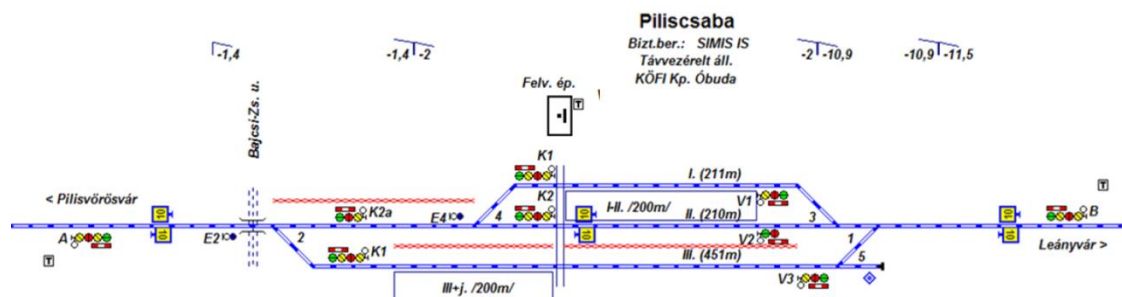 Piliscsaba
Bizt.ber.: SIMIS IS
Távvezérelt áll.
KÖFI Kp. Óbuda
-1,4
-1,4 -2
-2 -10,9
-10,9 -11,5
Felv. ép.
T
Bajcsi-Zs. u.
K1
I. (211m)
T
< Pilisvörösvár
10
K2a
E4
4
K2
I-II. /200m/
V1
II. (210m)
3
10
B
A
10
E2
2
K1
10
V2
III. (451m)
1
10
Leányvár >
T
5
III+j. /200m/
V3